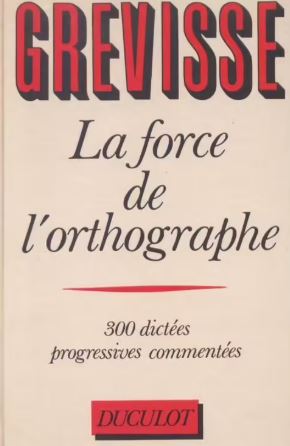 GREVISSE
La force
de
l'orthographe
300 dictées
progressives commentées
DUCULOT